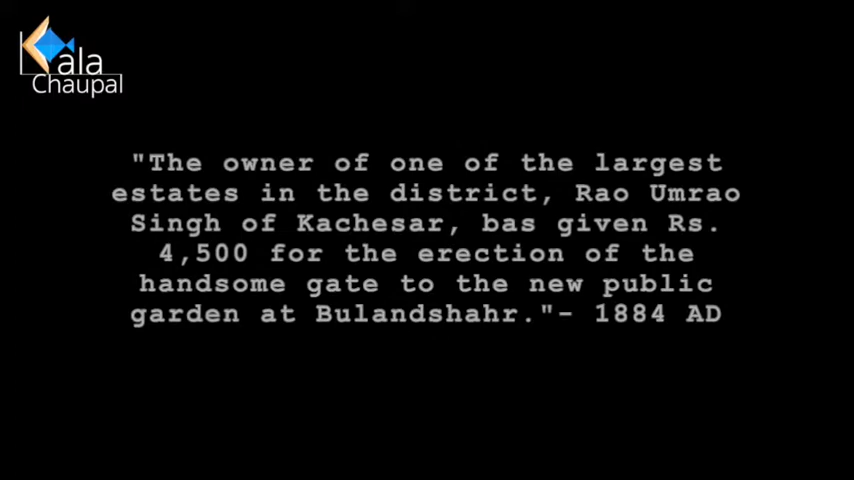 Kala
Chaupal
"The owner of one of the largest
estates in the district, Rao Umrao
Singh of Kachesar, bas given Rs.
4,500 for the erection of the
handsome gate to the new public
garden at Bulandshahr."- 1884 AD